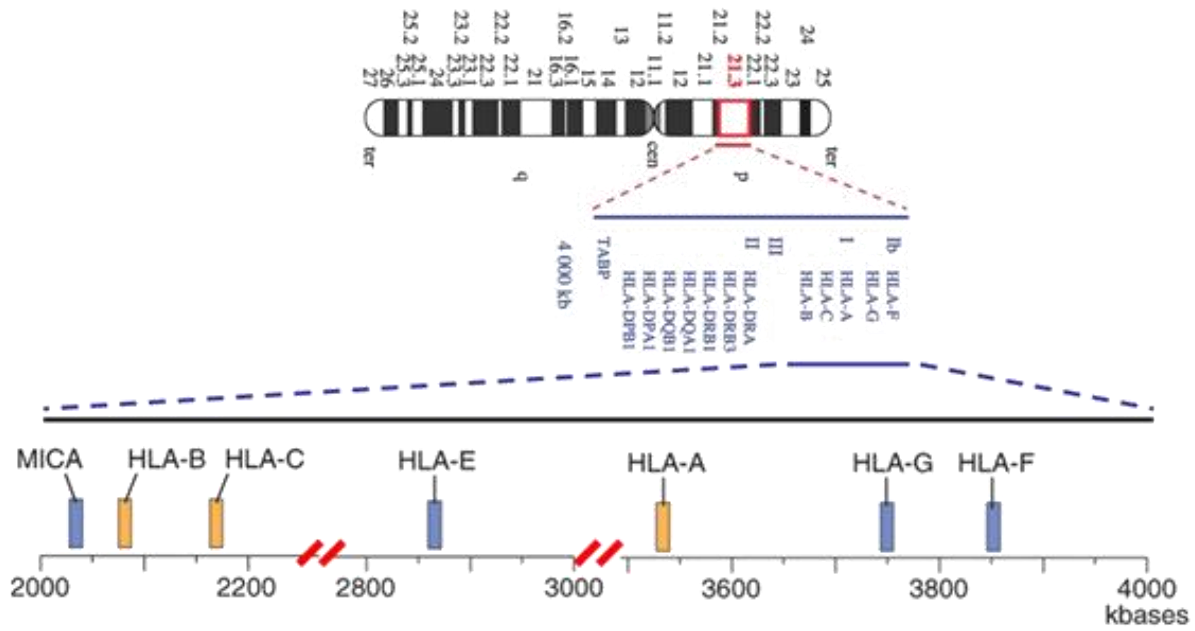 25.2 23.2 22.2 16.2 13 11.2 21.2 22.2 24
27 26 25.3 25.1 24 23.3 23.1 22.3 22.1 21 16.3 16.1 15 14 12 11.1 12 21.1 21.3 22.1 22.3 23 25
ter q cen p ter
4 000 kb TABP II III I Ib
HLA-DPB1 HLA-DPA1 HLA-DQB1 HLA-DQA1 HLA-DRB1 HLA-DRB3 HLA-DRA HLA-B HLA-C HLA-A HLA-G HLA-F
MICA HLA-B HLA-C HLA-E HLA-A HLA-G HLA-F
2000 2200 2800 3000 3600 3800 4000
kbases